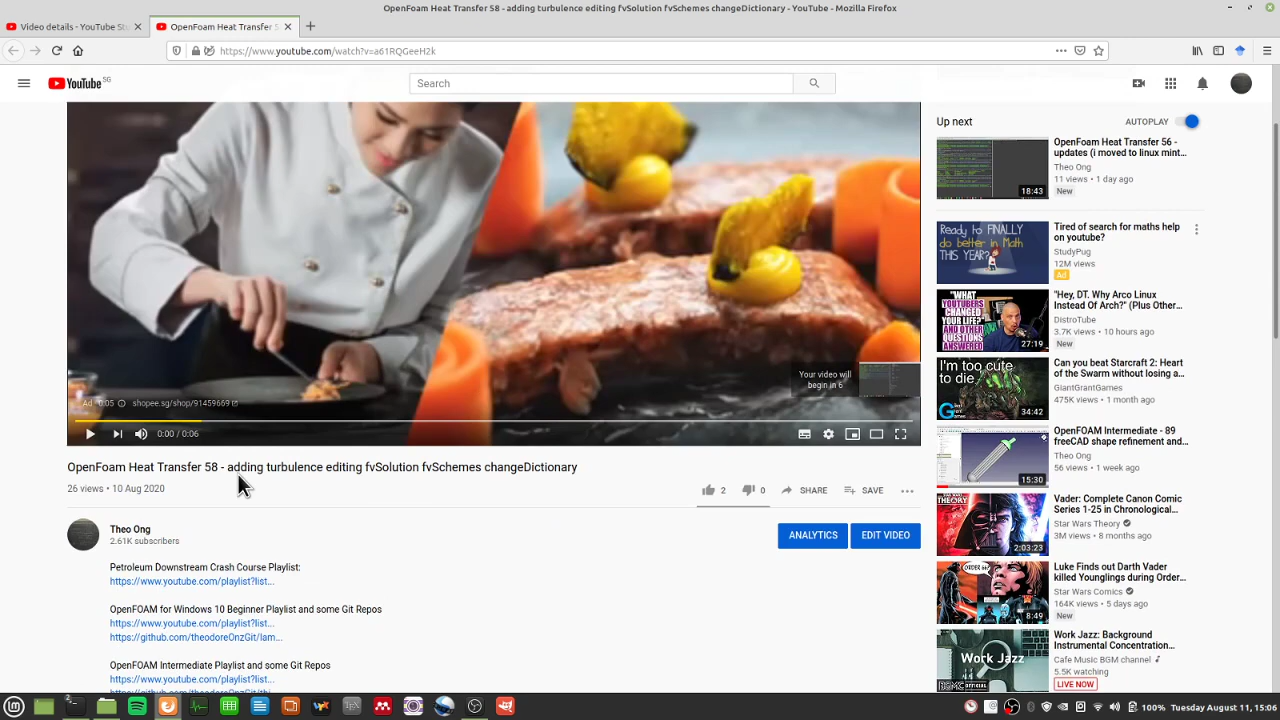 OpenFoam Heat Transfer 58 - adding turbulence editing fvSolution fvSchemes changeDictionary - YouTube - Mozilla Firefox
Video details - YouTube St
OpenFoam Heat Transfer 5
https://www.youtube.com/watch?v=a61RQGeeH2k
YouTube SG
Search
Your video will
begin in 6
Ad · 0:05 shopee.sg/shop/91459669
0:00 / 0:06
OpenFoam Heat Transfer 58 - adding turbulence editing fvSolution fvSchemes changeDictionary
26 views • 10 Aug 2020
2
0
SHARE
SAVE
Theo Ong
2.61K subscribers
ANALYTICS
EDIT VIDEO
Petroleum Downstream Crash Course Playlist:
https://www.youtube.com/playlist?list...
OpenFOAM for Windows 10 Beginner Playlist and some Git Repos
https://www.youtube.com/playlist?list...
https://github.com/theodoreOnzGit/lam...
OpenFOAM Intermediate Playlist and some Git Repos
Up next
AUTOPLAY
18:43
OpenFoam Heat Transfer 56 -
updates (i moved to linux mint...
Theo Ong
11 views • 1 day ago
New
Ready to FINALLY
do better in Math
THIS YEAR?
Tired of search for maths help
on youtube?
StudyPug
12M views
Ad
"WHAT
YOUTUBERS
CHANGED
YOUR LIFE?"
AND OTHER
QUESTIONS
ANSWERED
27:19
"Hey, DT. Why Arco Linux
Instead Of Arch?" (Plus Other...
DistroTube
3.7K views • 10 hours ago
New
I'm too cute
to die
34:42
Can you beat Starcraft 2: Heart
of the Swarm without losing a...
GiantGrantGames
475K views • 1 month ago
15:30
OpenFOAM Intermediate - 89
freeCAD shape refinement and...
Theo Ong
56 views • 1 week ago
2:03:23
Vader: Complete Canon Comic
Series 1-25 in Chronological...
Star Wars Theory
3M views • 8 months ago
8:49
Luke Finds out Darth Vader
killed Younglings during Order...
Star Wars Comics
164K views • 5 days ago
New
Work Jazz
Work Jazz: Background
Instrumental Concentration...
Cafe Music BGM channel
5.5K watching
LIVE NOW
100% Tuesday August 11, 15:06